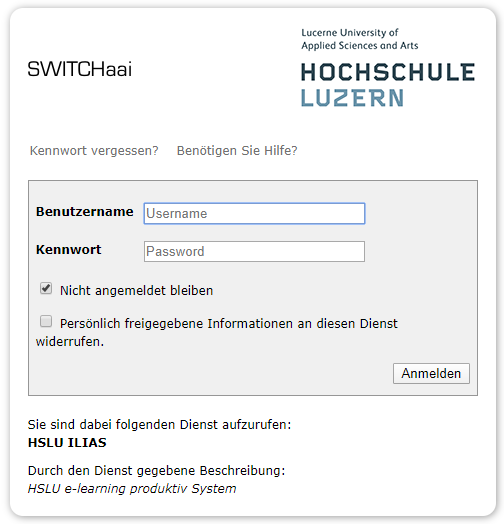 Lucerne University of
Applied Sciences and Arts
SWITCHaai
HOCHSCHULE
LUZERN
Kennwort vergessen? Benötigen Sie Hilfe?
Benutzername Username
Kennwort Password
Nicht angemeldet bleiben
Persönlich freigegebene Informationen an diesen Dienst
widerrufen.
Anmelden
Sie sind dabei folgenden Dienst aufzurufen:
HSLU ILIAS
Durch den Dienst gegebene Beschreibung:
HSLU e-learning produktiv System